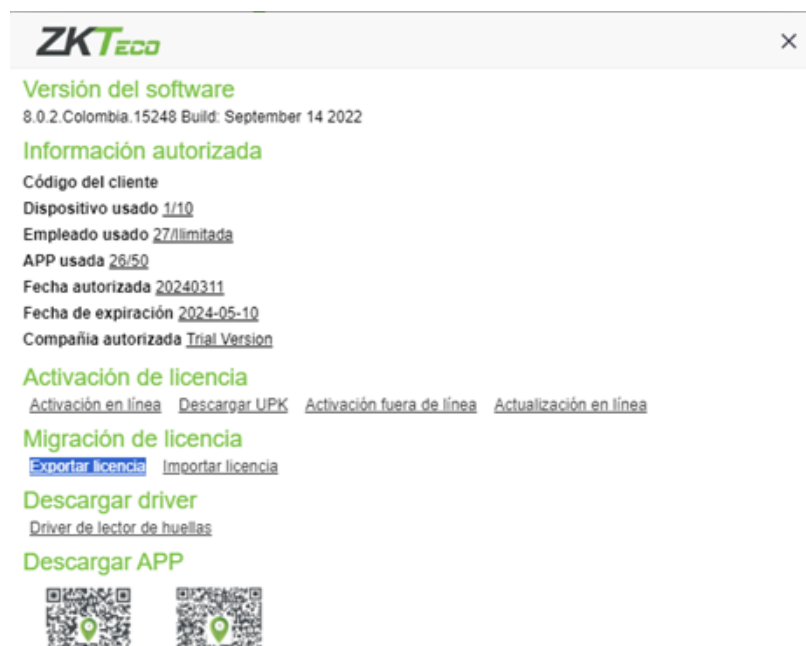 ZKTECO
Versión del software
8.0.2.Colombia.15248 Build: September 14 2022
Información autorizada
Código del cliente
Dispositivo usado 1/10
Empleado usado 27/Ilimitada
APP usada 26/50
Fecha autorizada 20240311
Fecha de expiración 2024-05-10
Compañia autorizada Trial Version
Activación de licencia
Activación en línea Descargar UPK Activación fuera de línea Actualización en línea
Migración de licencia
Exportar licencia Importar licencia
Descargar driver
Driver de lector de huellas
Descargar APP